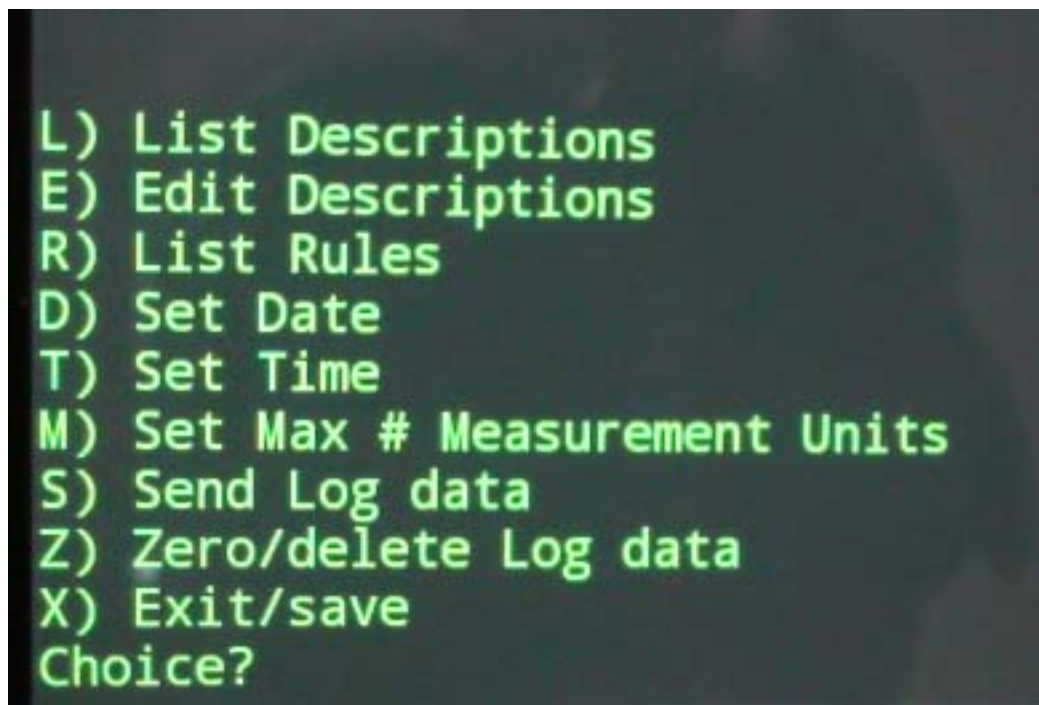 L) List Descriptions
E) Edit Descriptions
R) List Rules
D) Set Date
T) Set Time
M) Set Max # Measurement Units
S) Send Log data
Z) Zero/delete Log data
X) Exit/save
Choice?